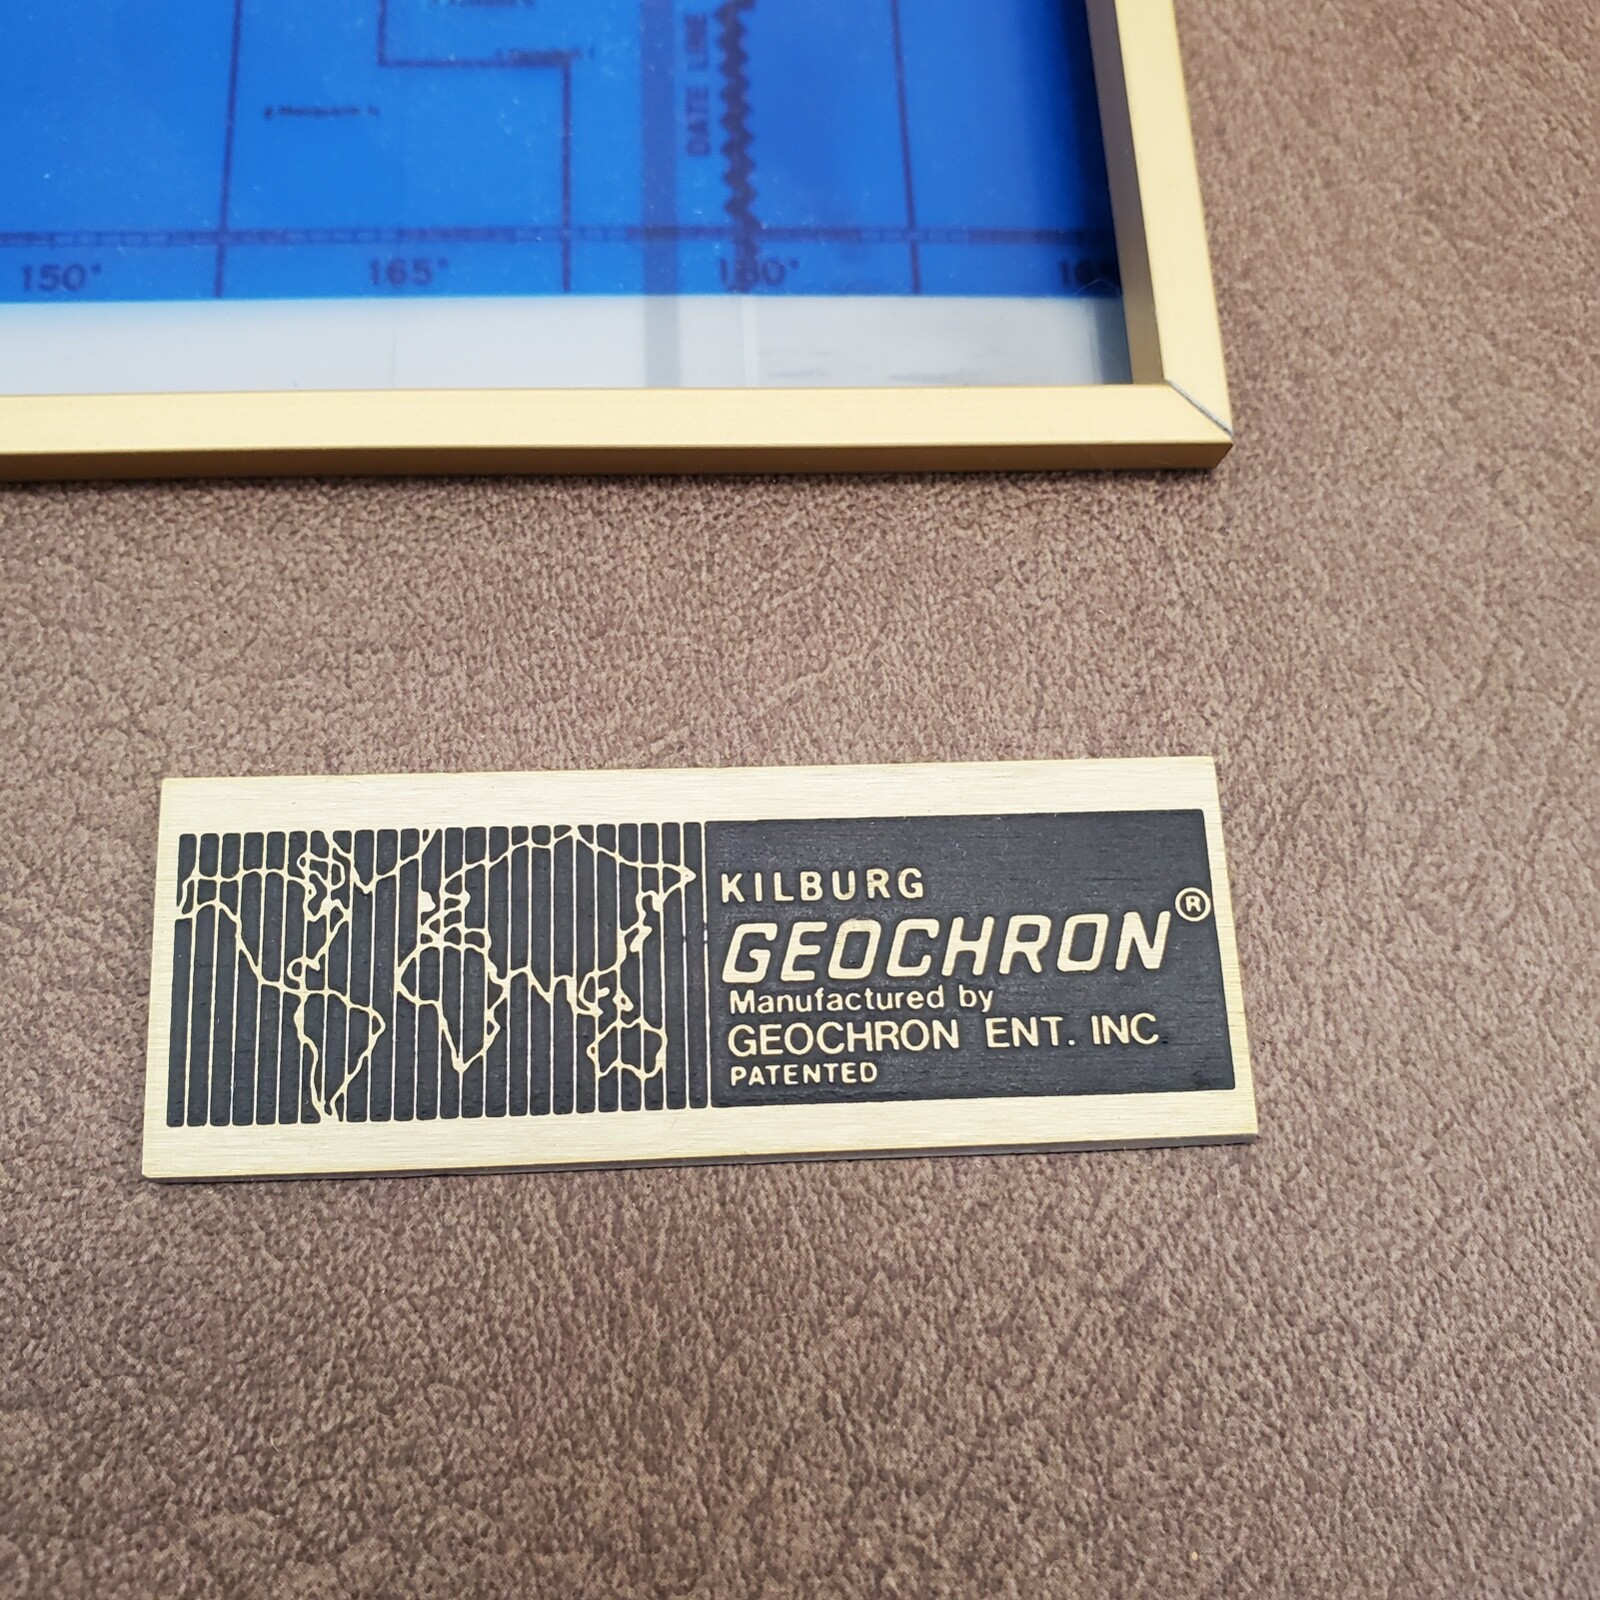 DATE LINE
150°
165°
180°
KILBURG
GEOCHRON®
Manufactured by
GEOCHRON ENT. INC
PATENTED